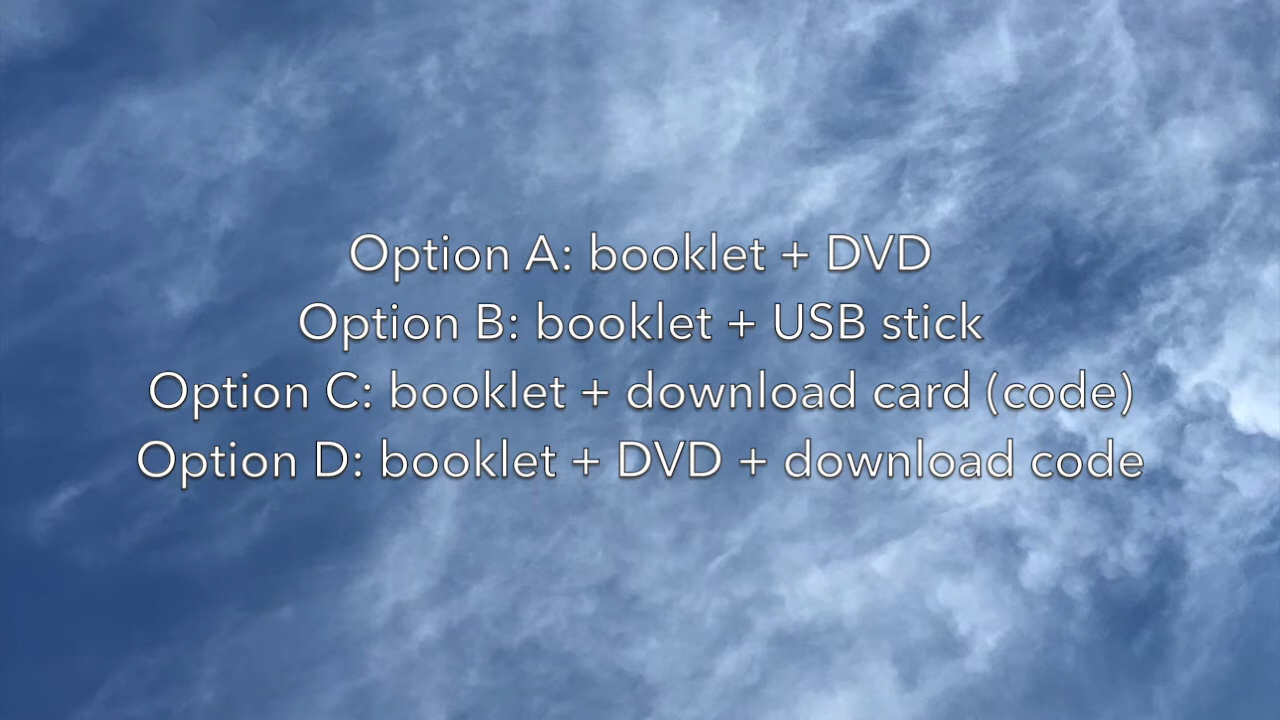 Option A: booklet + DVD
Option B: booklet + USB stick
Option C: booklet + download card (code)
Option D: booklet + DVD + download code